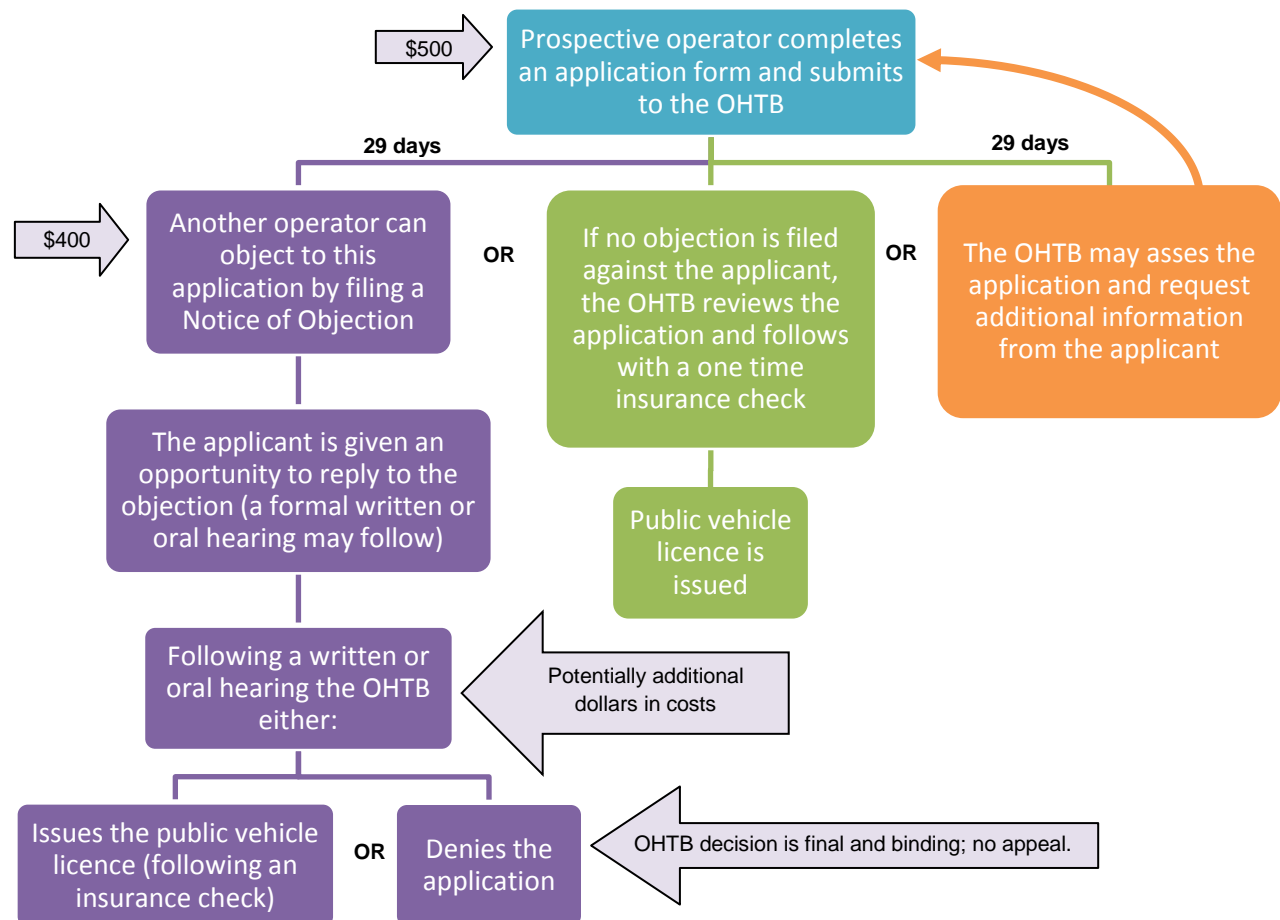 $500
Prospective operator completes
an application form and submits
to the OHTB
29 days
29 days
$400
Another operator can
object to this
application by filing a
Notice of Objection
OR
If no objection is filed
against the applicant,
the OHTB reviews the
application and follows
with a one time
insurance check
OR
The OHTB may asses the
application and request
additional information
from the applicant
The applicant is given an
opportunity to reply to the
objection (a formal written or
oral hearing may follow)
Public vehicle
licence is
issued
Following a written or
oral hearing the OHTB
either:
Potentially additional
dollars in costs
Issues the public vehicle
licence (following an
insurance check)
OR
Denies the
application
OHTB decision is final and binding; no appeal.